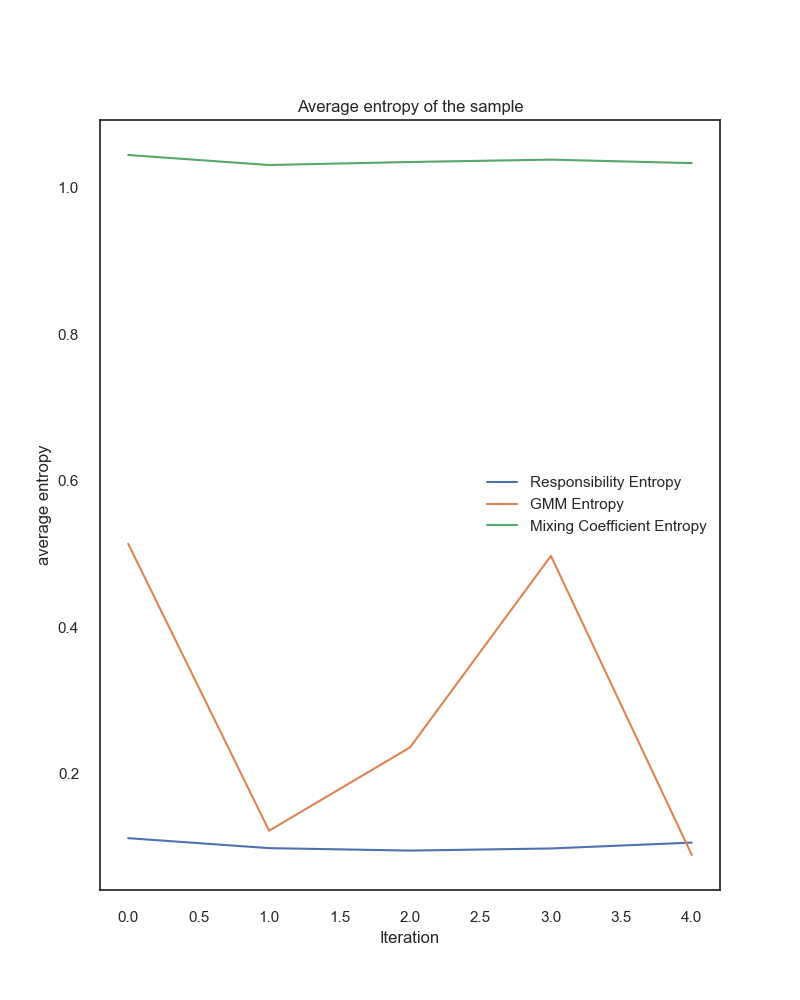 Average entropy of the sample
1.0
0.8
0.6
0.4
0.2
average entropy
Responsibility Entropy
GMM Entropy
Mixing Coefficient Entropy
0.0 0.5 1.0 1.5 2.0 2.5 3.0 3.5 4.0
Iteration